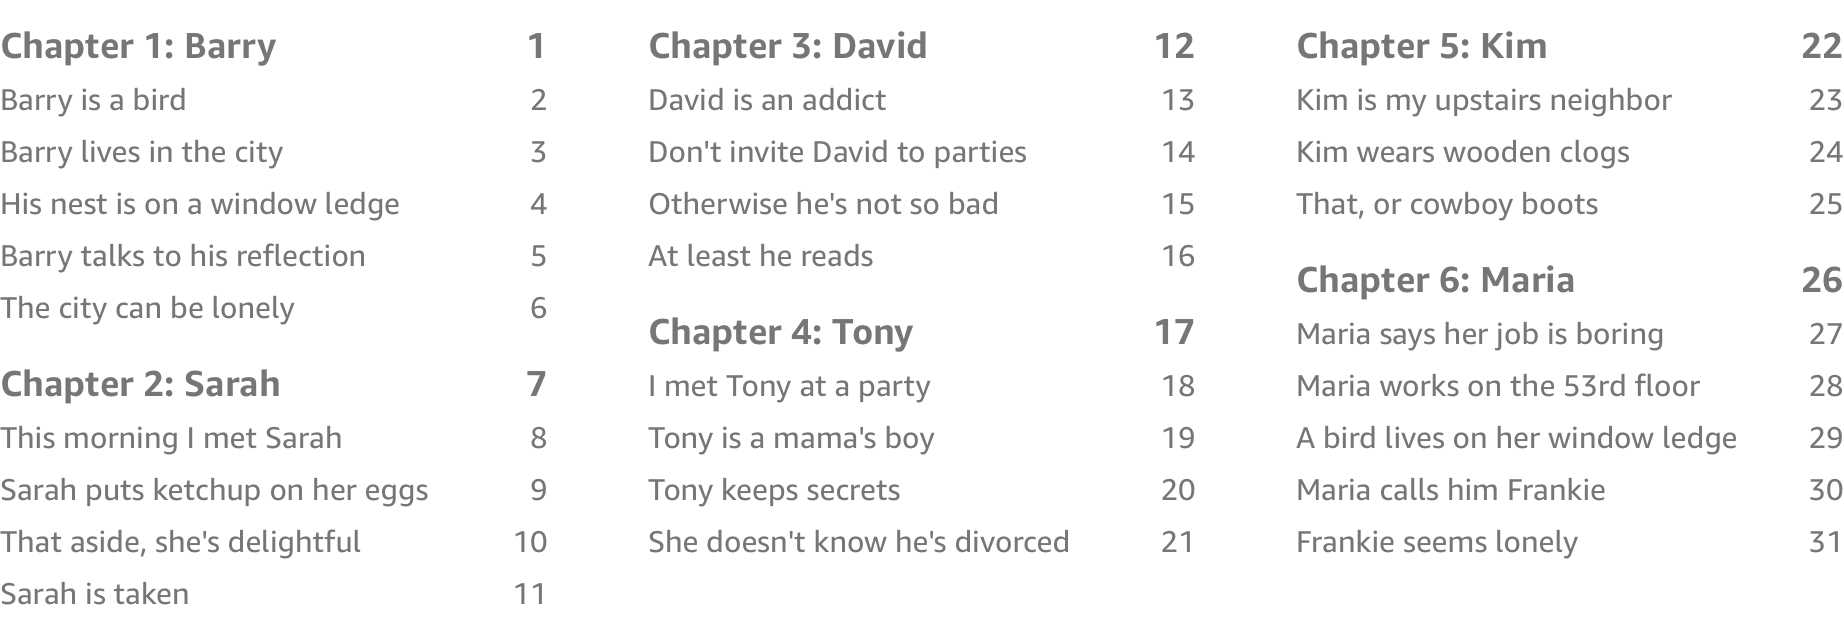 Chapter 1: Barry 1
Barry is a bird 2
Barry lives in the city 3
His nest is on a window ledge 4
Barry talks to his reflection 5
The city can be lonely 6
Chapter 2: Sarah 7
This morning I met Sarah 8
Sarah puts ketchup on her eggs 9
That aside, she's delightful 10
Sarah is taken 11
Chapter 3: David 12
David is an addict 13
Don't invite David to parties 14
Otherwise he's not so bad 15
At least he reads 16
Chapter 4: Tony 17
I met Tony at a party 18
Tony is a mama's boy 19
Tony keeps secrets 20
She doesn't know he's divorced 21
Chapter 5: Kim 22
Kim is my upstairs neighbor 23
Kim wears wooden clogs 24
That, or cowboy boots 25
Chapter 6: Maria 26
Maria says her job is boring 27
Maria works on the 53rd floor 28
A bird lives on her window ledge 29
Maria calls him Frankie 30
Frankie seems lonely 31